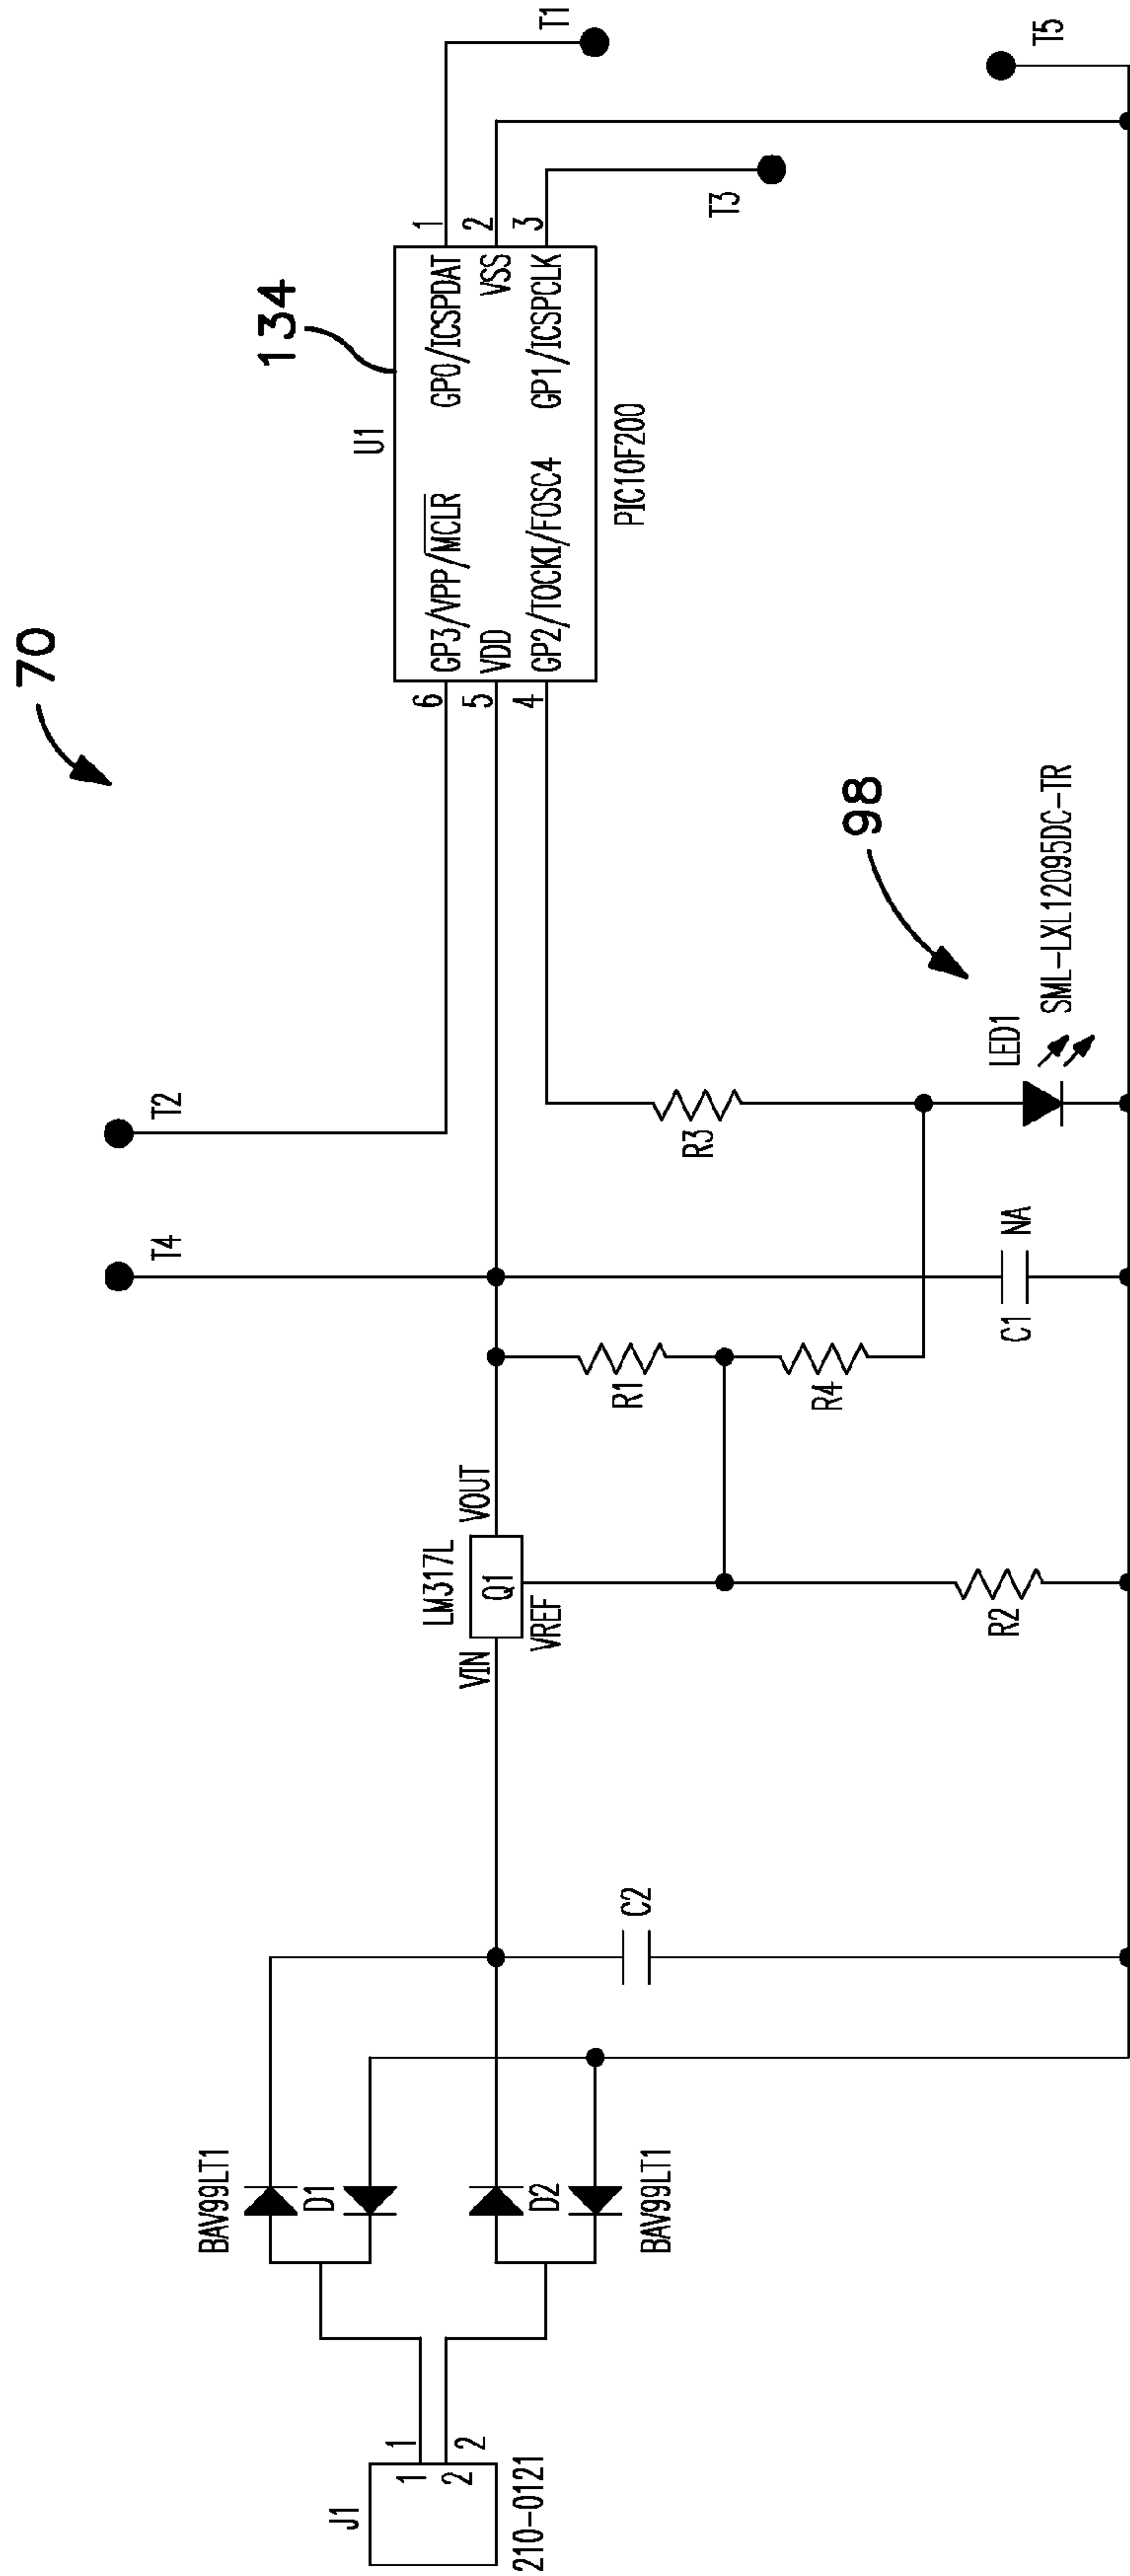 70
134
98
J1
1
2
1
2
210-0121
BAV99LT1
D1
D2
BAV99LT1
C2
LM317L
VIN
Q1
VOUT
VREF
R1
R4
R2
T4
T2
C1
NA
R3
LED1
SML-LXL12095DC-TR
U1
6
5
4
GP3/VPP/MCLR
VDD
GP2/TOCKI/FOSC4
GP0/ICSPDAT
VSS
GP1/ICSPCLK
1
2
3
PIC10F200
T1
T3
T5